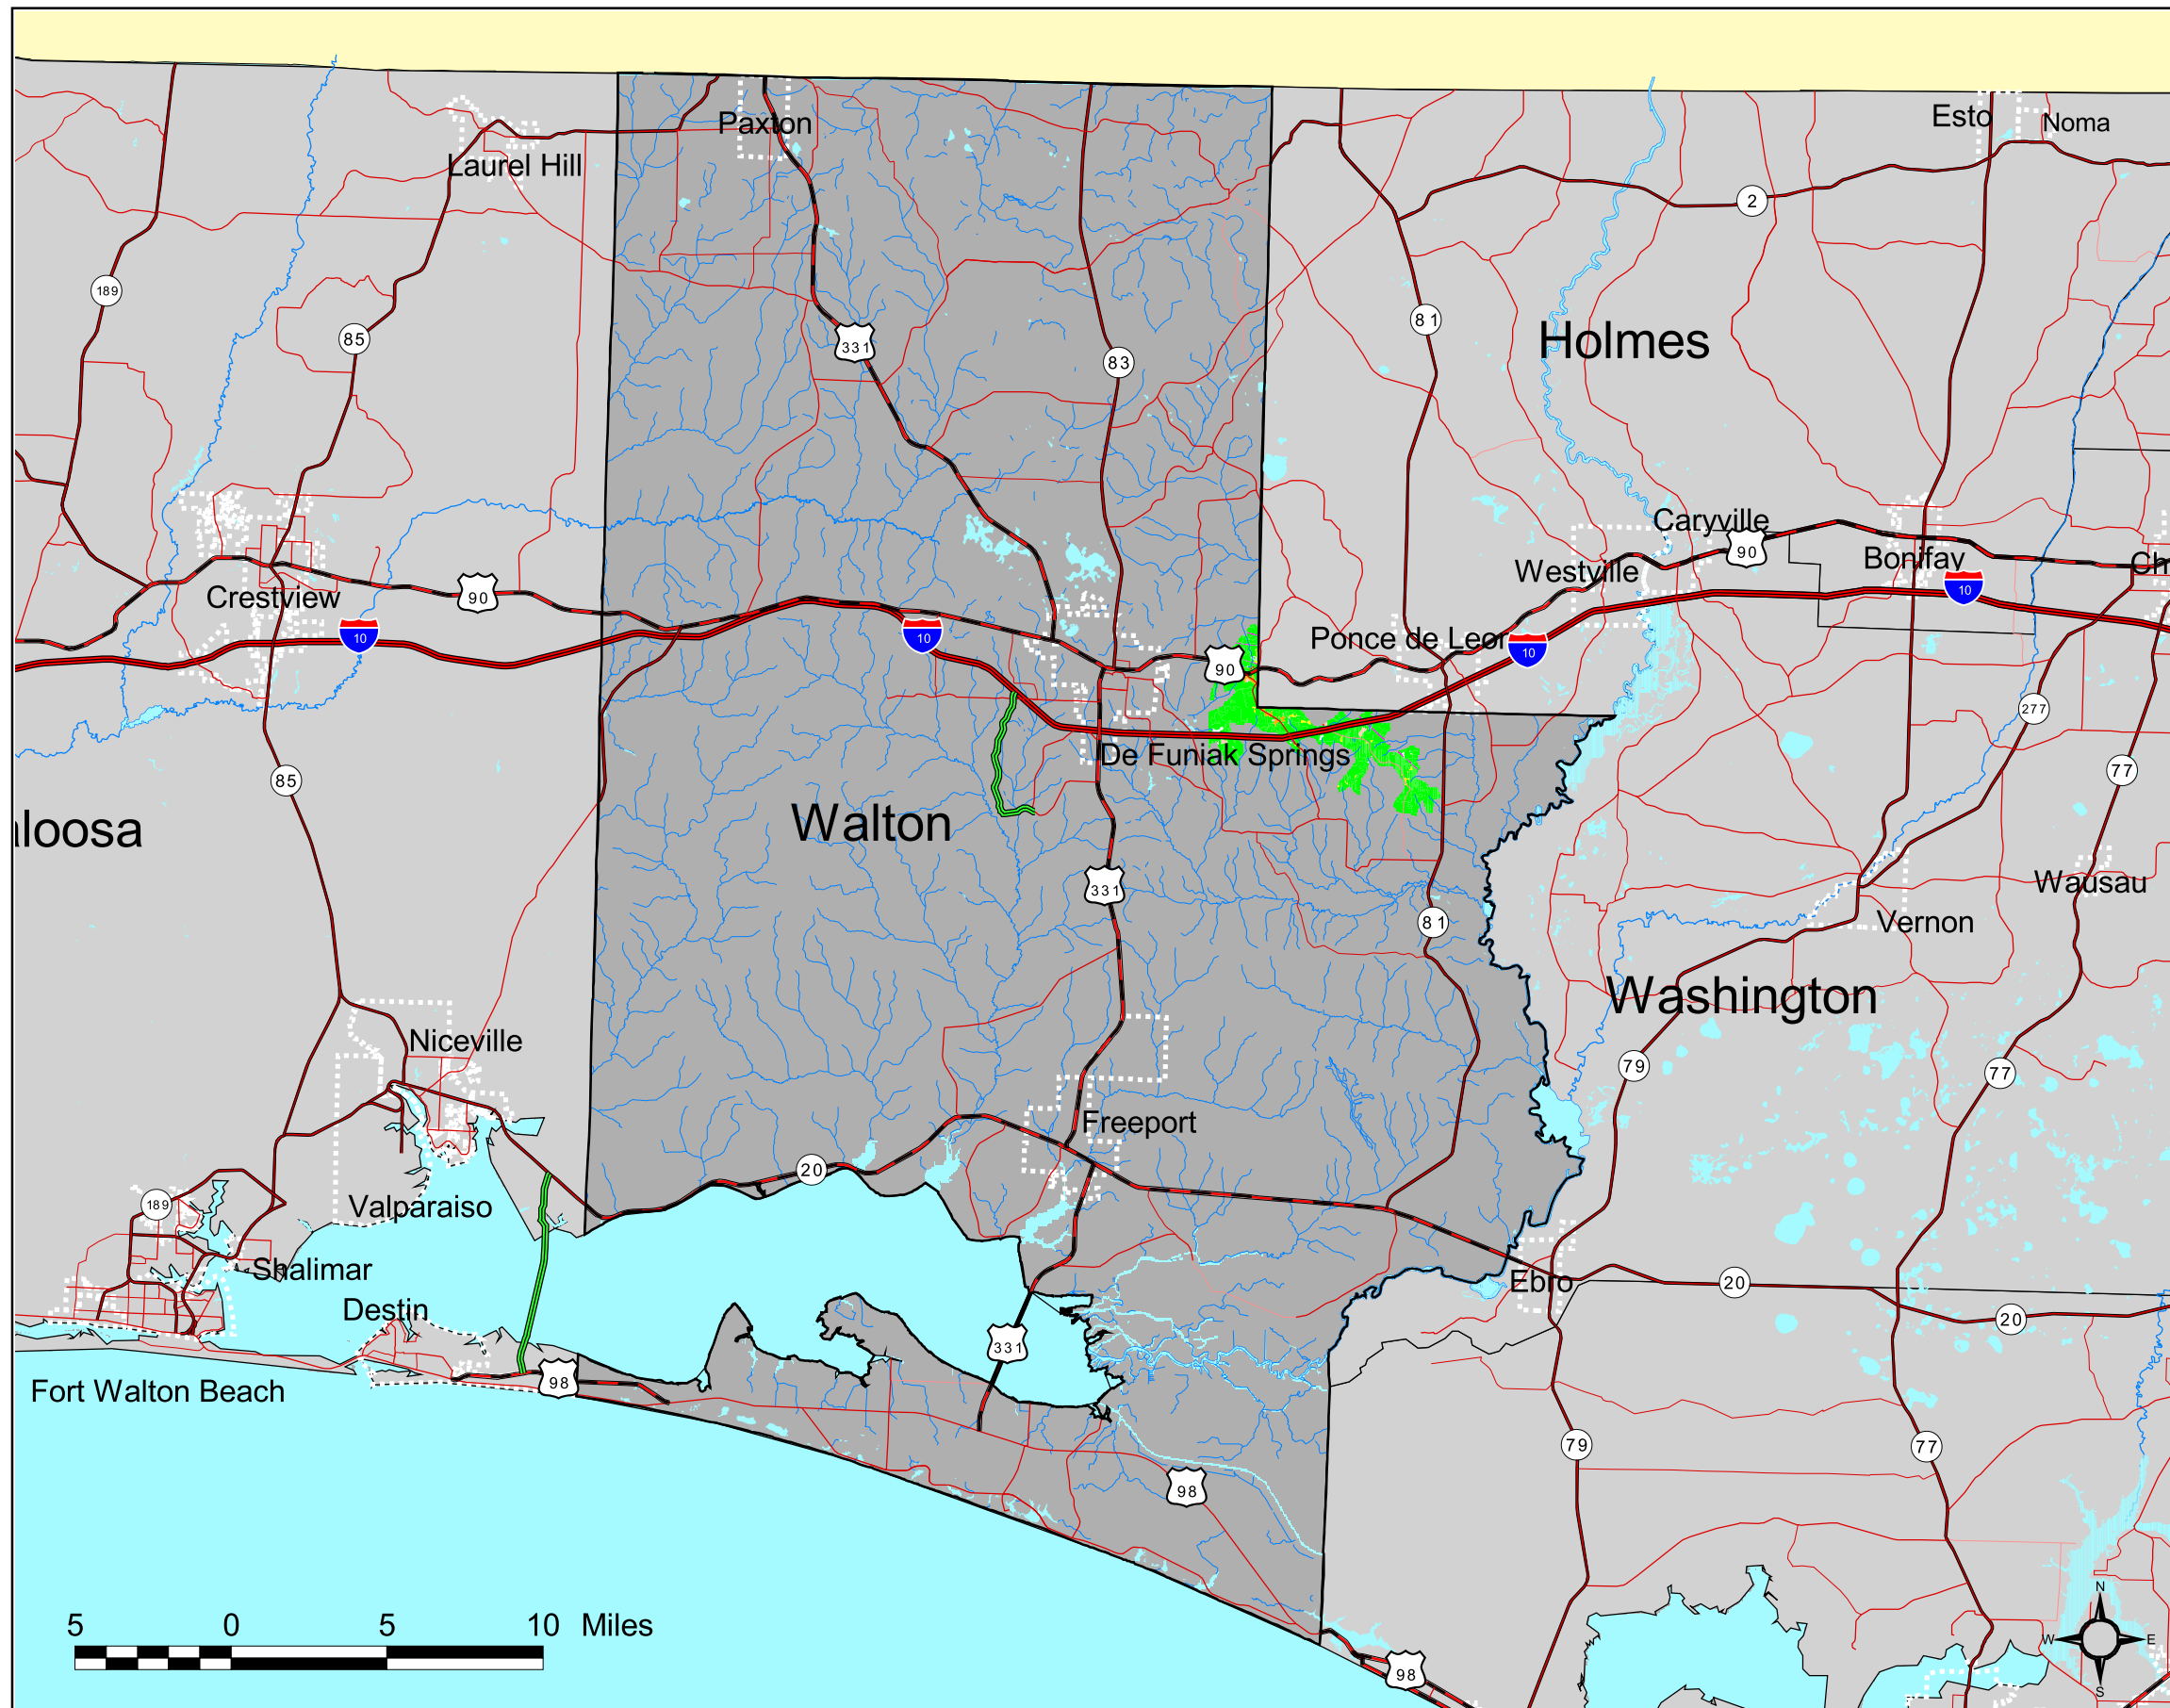 Paxton
Esto
Noma
Laurel Hill
2
189
81
85
331
83
Holmes
Caryville
90
Bonifay
Ch
Westville
Crestview
90
10
10
10
10
Ponce de Leon
90
277
De Funiak Springs
77
85
Walton
aloosa
331
81
Wausau
Vernon
Washington
Niceville
79
77
Freeport
20
189
Valparaiso
Shalimar
Ebro
20
Destin
20
331
98
Fort Walton Beach
79
77
98
N
W
E
S
5 0 5 10 Miles
98